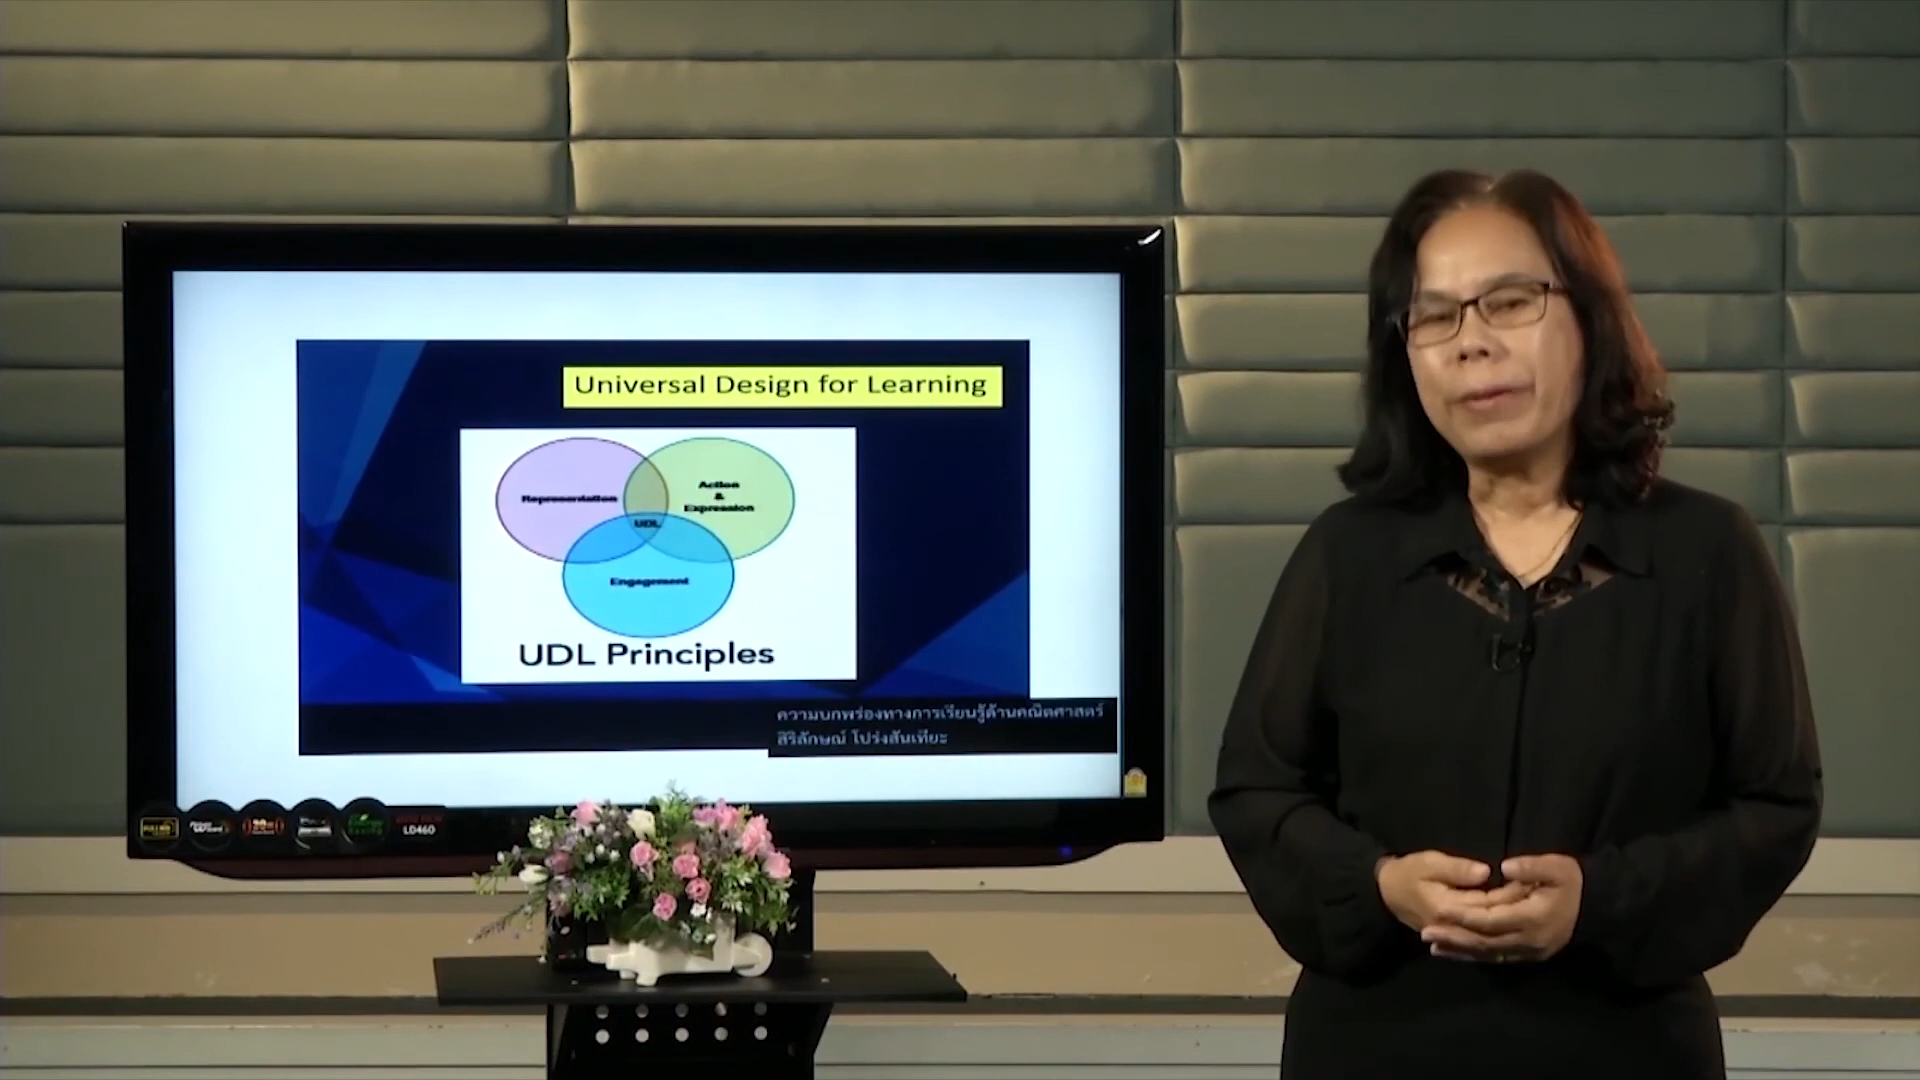 Universal Design for Learning
Representation
Action
&
Expression
UDL
Engagement
UDL Principles
ความบกพร่องทางการเรียนรู้ด้านคณิตศาสตร์
สิริลักษณ์ โปร่งสันเทียะ
LD460